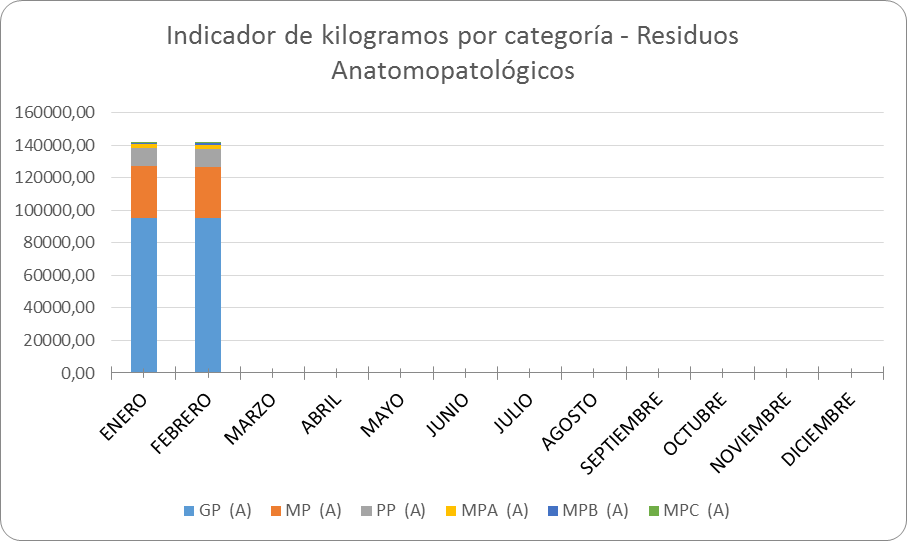 Indicador de kilogramos por categoría - Residuos
Anatomopatológicos
160000,00
140000,00
120000,00
100000,00
80000,00
60000,00
40000,00
20000,00
0,00
ENERO
FEBRERO
MARZO
ABRIL
MAYO
JUNIO
JULIO
AGOSTO
SEPTIEMBRE
OCTUBRE
NOVIEMBRE
DICIEMBRE
GP (A) MP (A) PP (A) MPA (A) MPB (A) MPC (A)